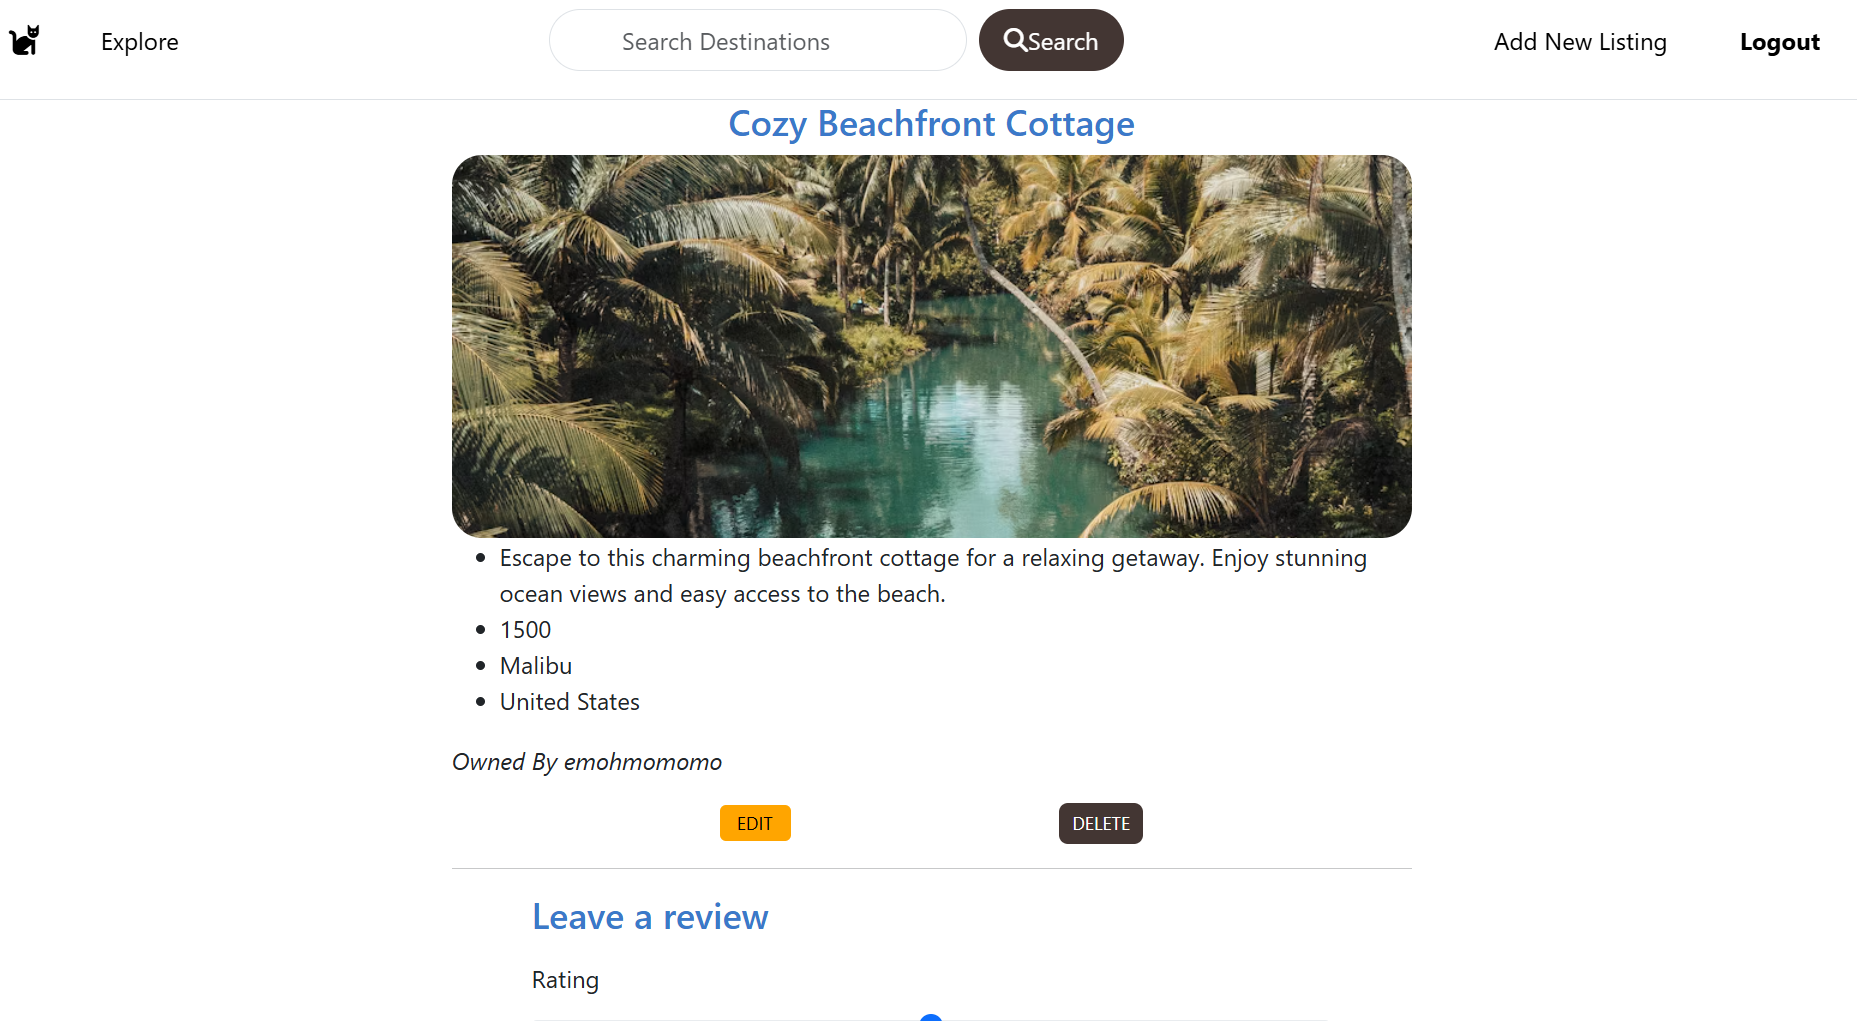 Explore
Search Destinations
Search
Add New Listing
Logout
Cozy Beachfront Cottage
Escape to this charming beachfront cottage for a relaxing getaway. Enjoy stunning
ocean views and easy access to the beach.
1500
Malibu
United States
Owned By emohmomomo
EDIT
DELETE
Leave a review
Rating